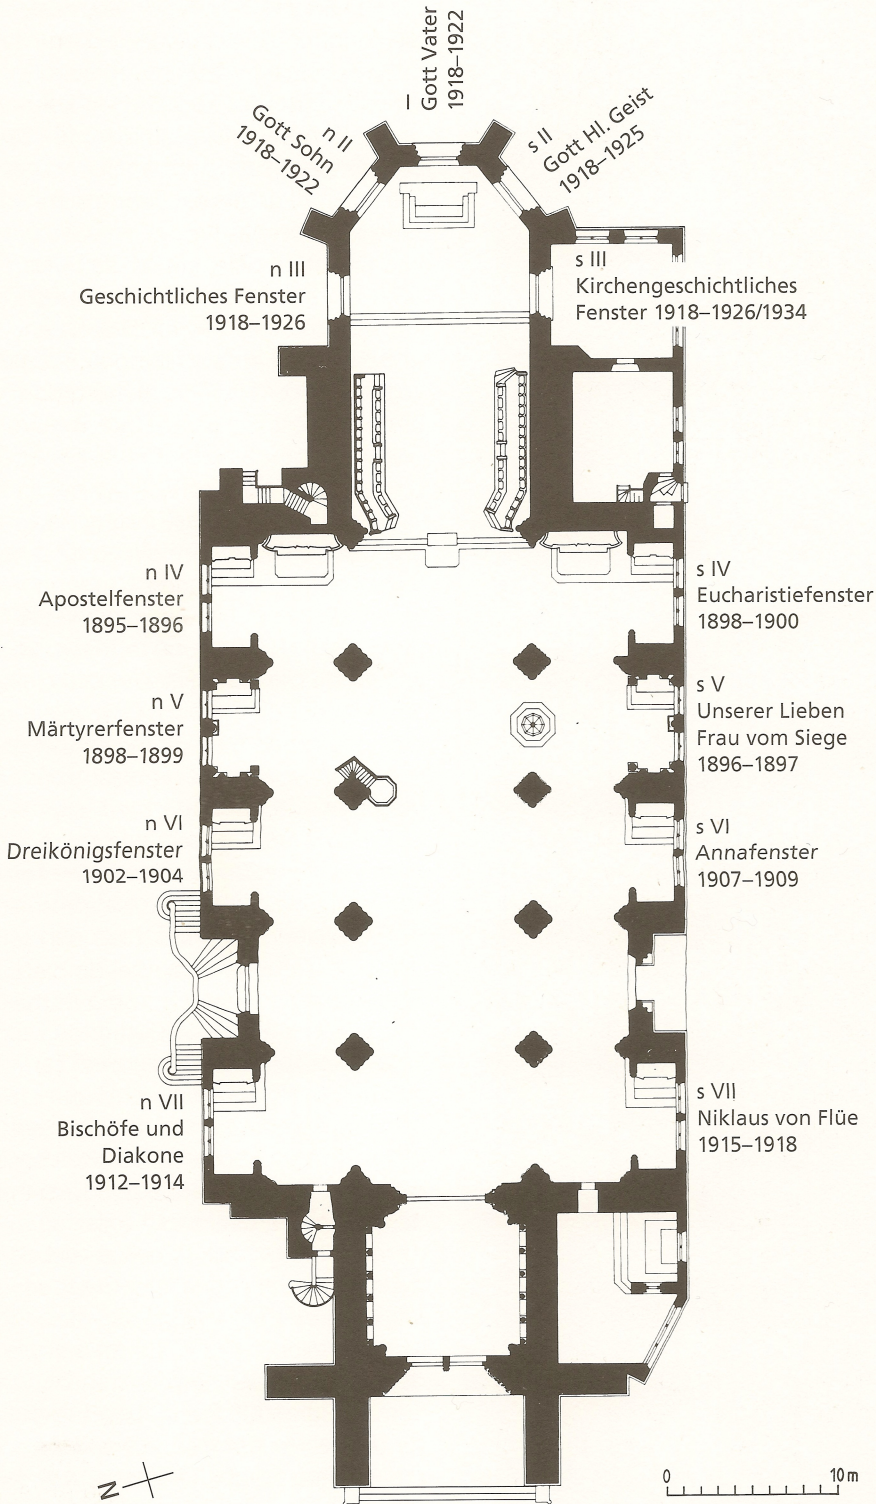 I
Gott Vater
1918–1922
n II
Gott Sohn
1918–1922
s II
Gott Hl. Geist
1918–1925
n III
Geschichtliches Fenster
1918–1926
s III
Kirchengeschichtliches
Fenster 1918–1926/1934
n IV
Apostelfenster
1895–1896
s IV
Eucharistiefenster
1898–1900
n V
Märtyrerfenster
1898–1899
s V
Unserer Lieben
Frau vom Siege
1896–1897
n VI
Dreikönigsfenster
1902–1904
s VI
Annafenster
1907–1909
n VII
Bischöfe und
Diakone
1912–1914
s VII
Niklaus von Flüe
1915–1918
N
0 10 m